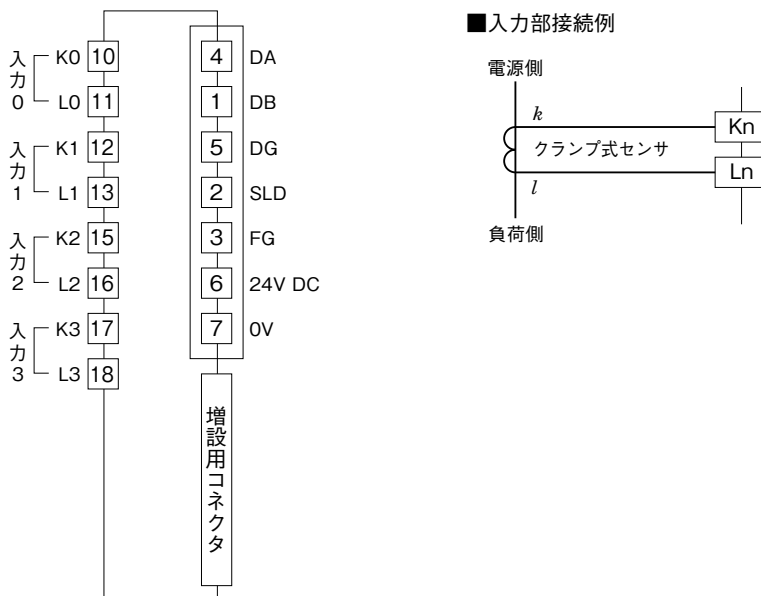 入力0
K0 10
L0 11
入力1
K1 12
L1 13
入力2
K2 15
L2 16
入力3
K3 17
L3 18
4 DA
1 DB
5 DG
2 SLD
3 FG
6 24V DC
7 0V
増設用コネクタ
■入力部接続例
電源側
k
クランプ式センサ
l
負荷側
Kn
Ln